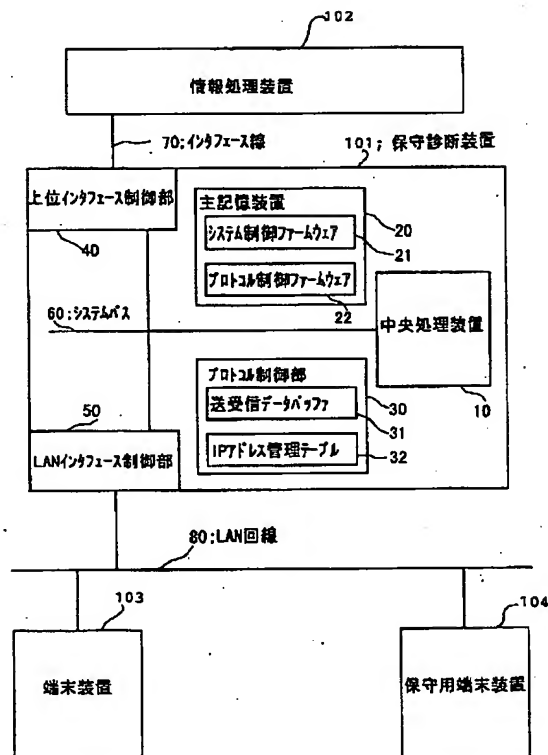 102
情報処理装置
70;インタフェース線
101; 保守診断装置
上位インタフェース制御部
40
主記憶装置
20
システム制御ファームウェア
21
プロトコル制御ファームウェア
22
60;システムバス
中央処理装置
10
プロトコル制御部
30
送受信データバッファ
31
IPアドレス管理テーブル
32
50
LANインタフェース制御部
80;LAN回線
103
端末装置
104
保守用端末装置